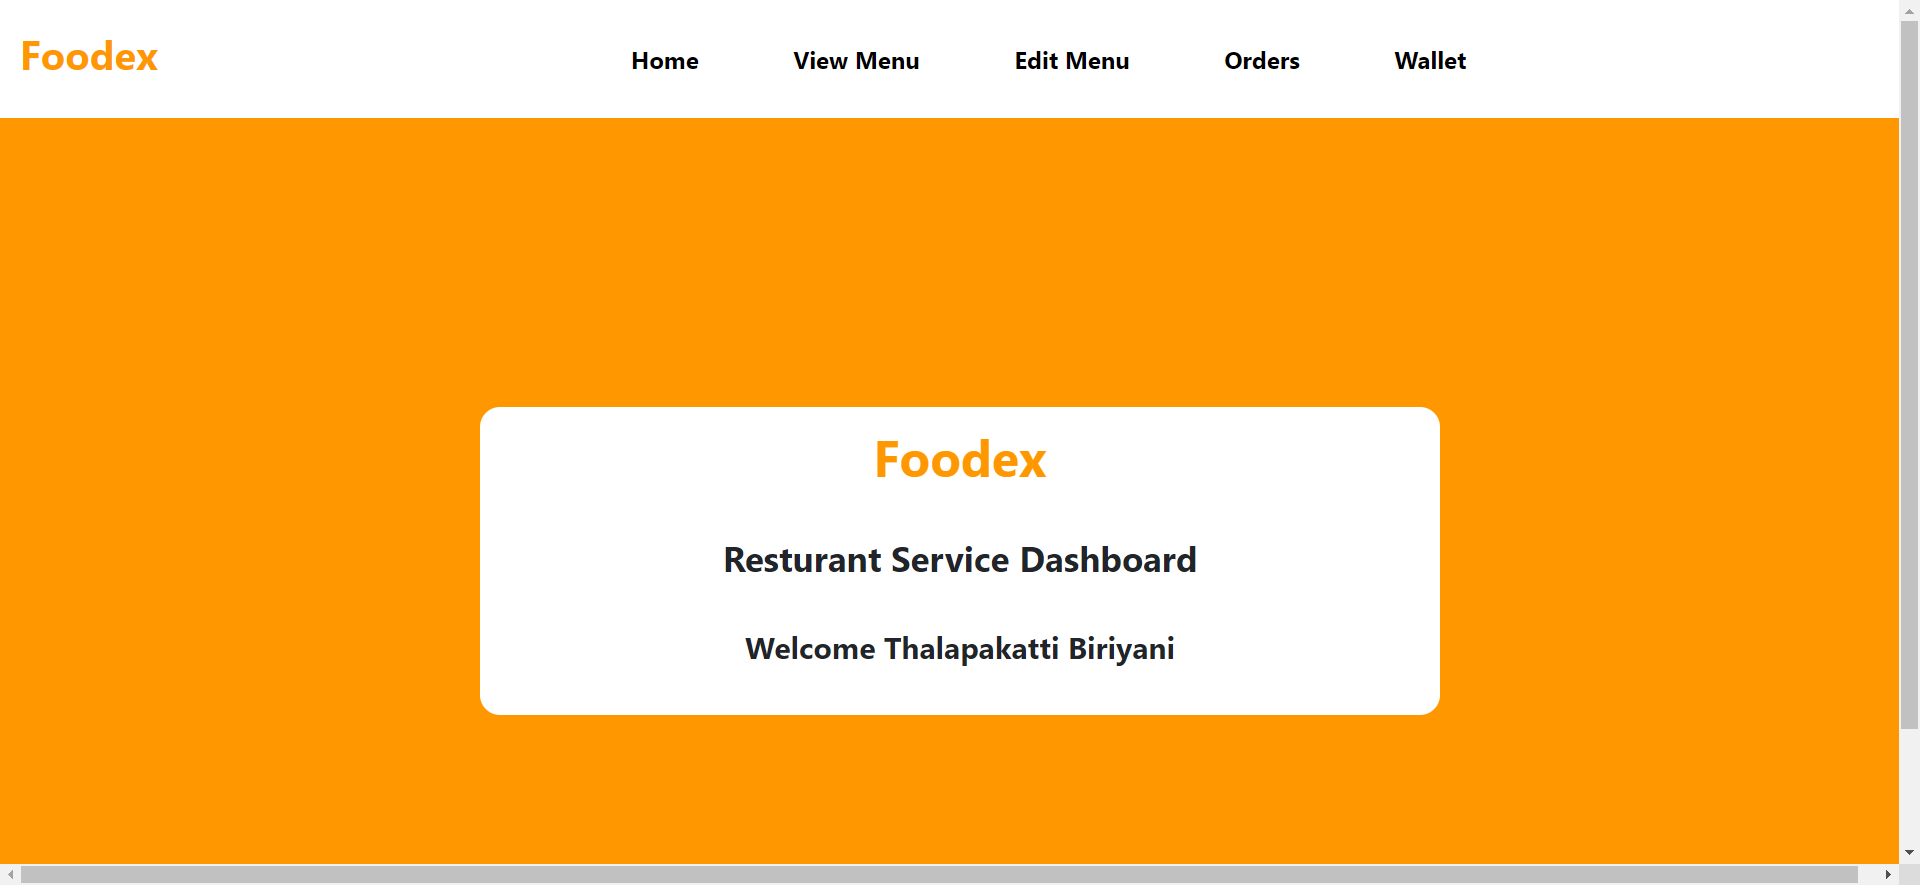 Foodex
Home View Menu Edit Menu Orders Wallet
Foodex
Resturant Service Dashboard
Welcome Thalapakatti Biriyani